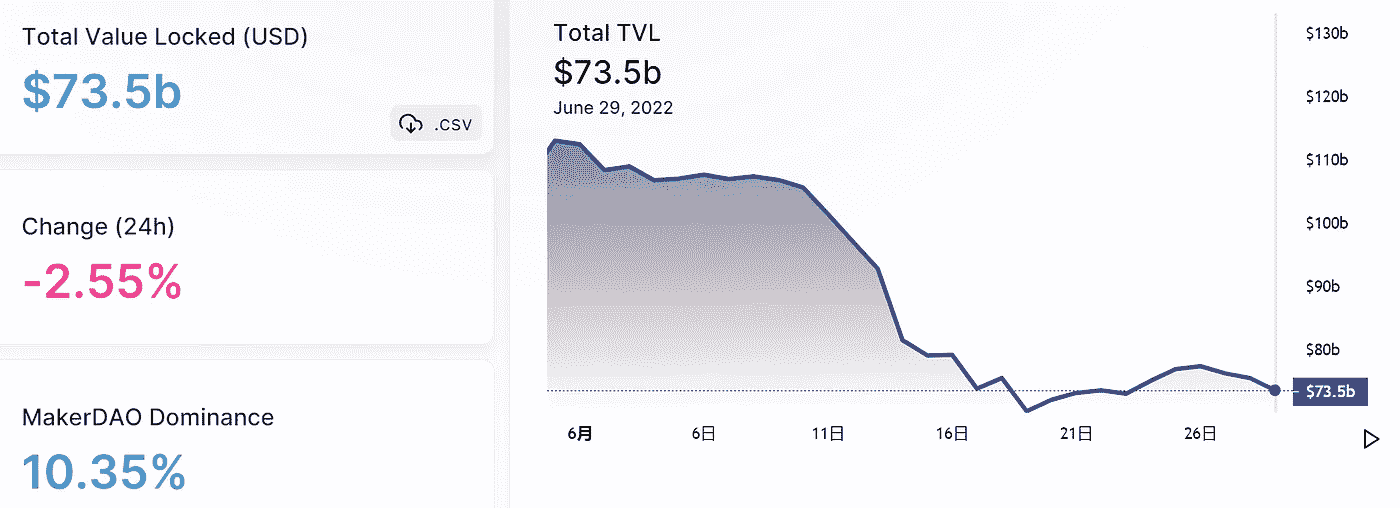 Total Value Locked (USD)
$73.5b
.csv
Change (24h)
-2.55%
MakerDAO Dominance
10.35%
Total TVL
$73.5b
June 29, 2022
$130b
$120b
$110b
$100b
$90b
$80b
$73.5b
6月
6日
11日
16日
21日
26日